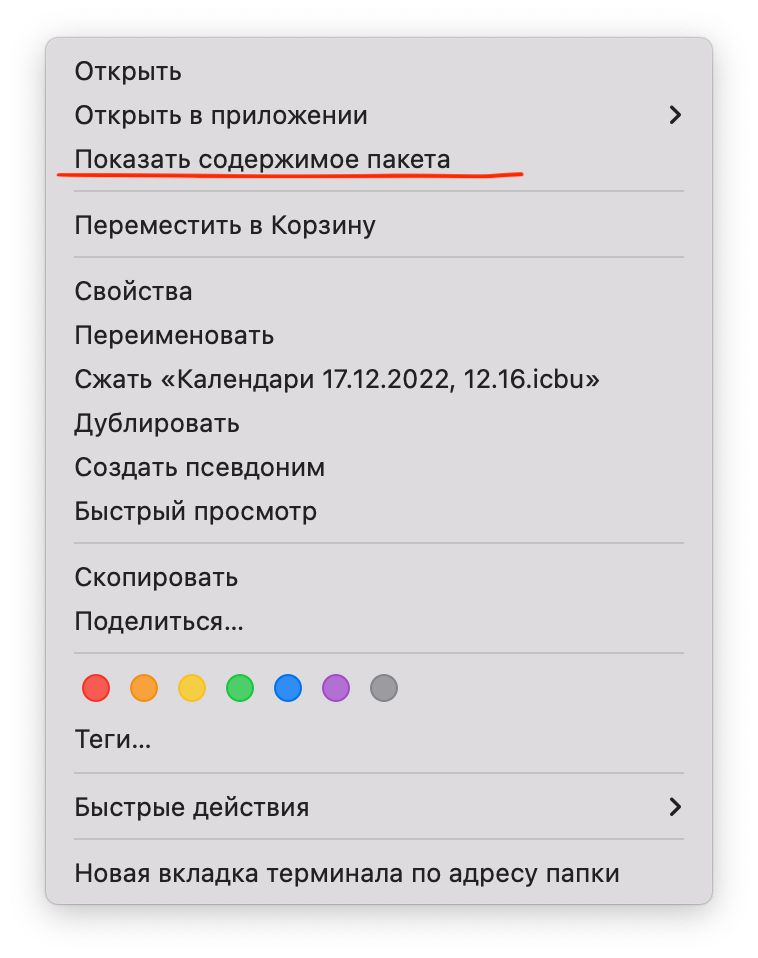 Открыть
Открыть в приложении
Показать содержимое пакета
Переместить в Корзину
Свойства
Переименовать
Сжать «Календари 17.12.2022, 12.16.icbu»
Дублировать
Создать псевдоним
Быстрый просмотр
Скопировать
Поделиться...
Теги...
Быстрые действия
Новая вкладка терминала по адресу папки